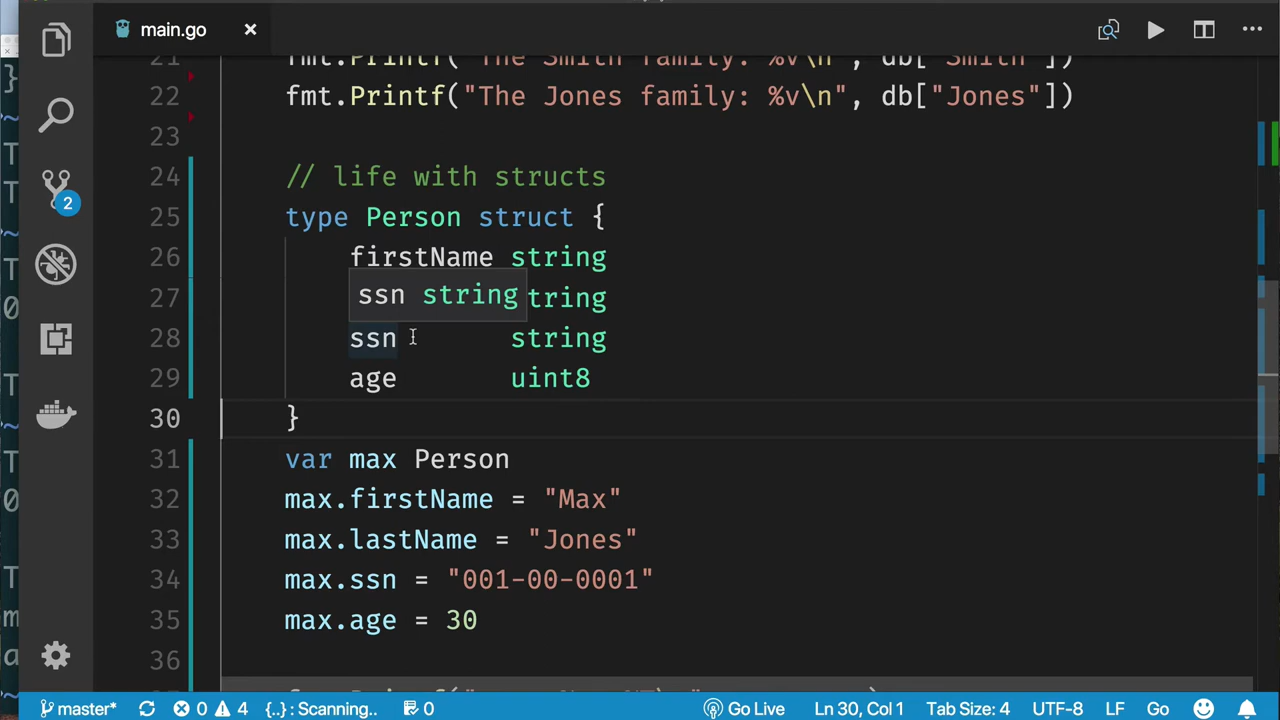 main.go
21 fmt.Printf("The Smith family: %v\n", db["Smith"])
22 fmt.Printf("The Jones family: %v\n", db["Jones"])
23
24 // life with structs
25 type Person struct {
26 firstName string
ssn string
27 tring
28 ssn string
29 age uint8
30 }
31 var max Person
32 max.firstName = "Max"
33 max.lastName = "Jones"
34 max.ssn = "001-00-0001"
35 max.age = 30
36
2
master* 0 4 {..} : Scanning.. 0 Go Live Ln 30, Col 1 Tab Size: 4 UTF-8 LF Go